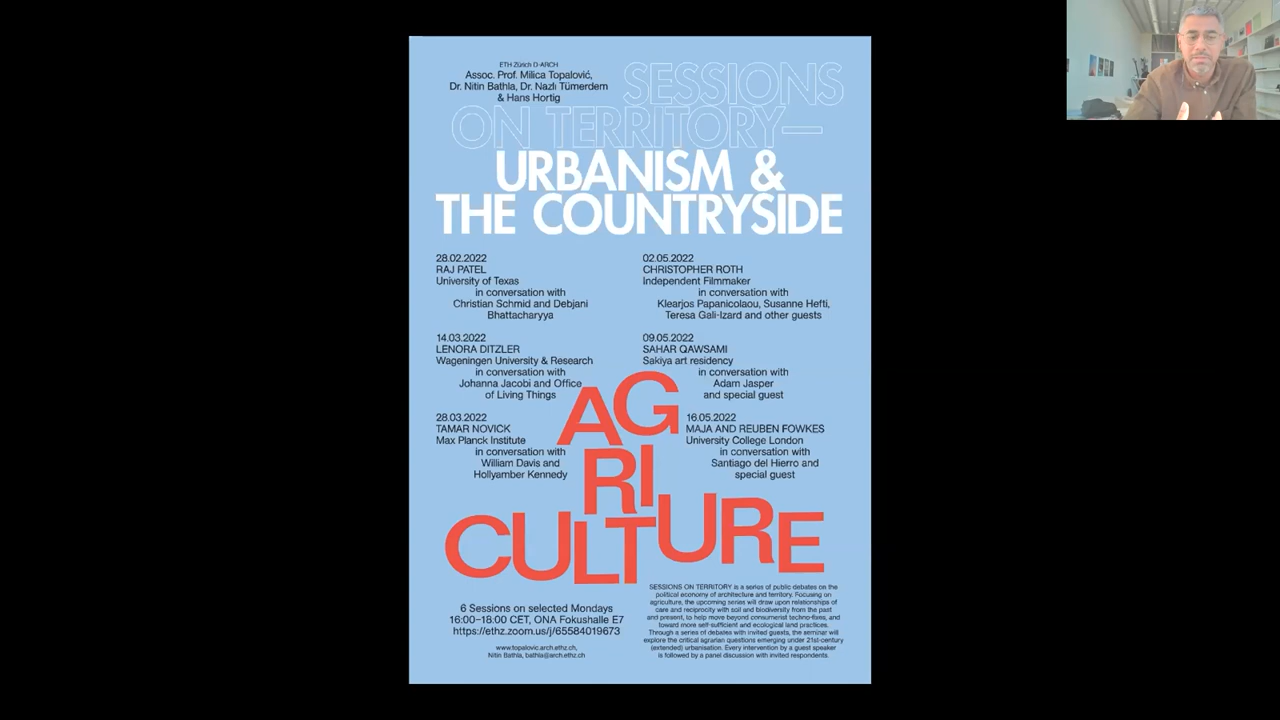 ETH Zürich D-ARCH
Assoc. Prof. Milica Topalović,
Dr. Nitin Bathla, Dr. Nazlı Tümerdem
& Hans Hortig
SESSIONS
ON TERRITORY—
URBANISM &
THE COUNTRYSIDE
28.02.2022
RAJ PATEL
University of Texas
in conversation with
Christian Schmid and Debjani
Bhattacharyya
14.03.2022
LENORA DITZLER
Wageningen University & Research
in conversation with
Johanna Jacobi and Office
of Living Things
28.03.2022
TAMAR NOVICK
Max Planck Institute
in conversation with
William Davis and
Hollyamber Kennedy
02.05.2022
CHRISTOPHER ROTH
Independent Filmmaker
in conversation with
Klearjos Papanicolaou, Susanne Hefti,
Teresa Gali-Izard and other guests
09.05.2022
SAHAR QAWSAMI
Sakiya art residency
in conversation with
Adam Jasper
and special guest
16.05.2022
MAJA AND REUBEN FOWKES
University College London
in conversation with
Santiago del Hierro and
special guest
AG
RI
CULTURE
6 Sessions on selected Mondays
16:00–18:00 CET, ONA Fokushalle E7
https://ethz.zoom.us/j/65584019673
www.topalovic.arch.ethz.ch,
Nitin Bathla, bathla@arch.ethz.ch
SESSIONS ON TERRITORY is a series of public debates on the
political economy of architecture and territory. Focusing on
agriculture, the upcoming series will draw upon relationships of
care and reciprocity with soil and biodiversity from the past
and present, to help move beyond consumerist techno-fixes, and
toward more self-sufficient and ecological land practices.
Through a series of debates with invited guests, the seminar will
explore the critical agrarian questions emerging under 21st-century
(extended) urbanisation. Every intervention by a guest speaker
is followed by a panel discussion with invited respondents.